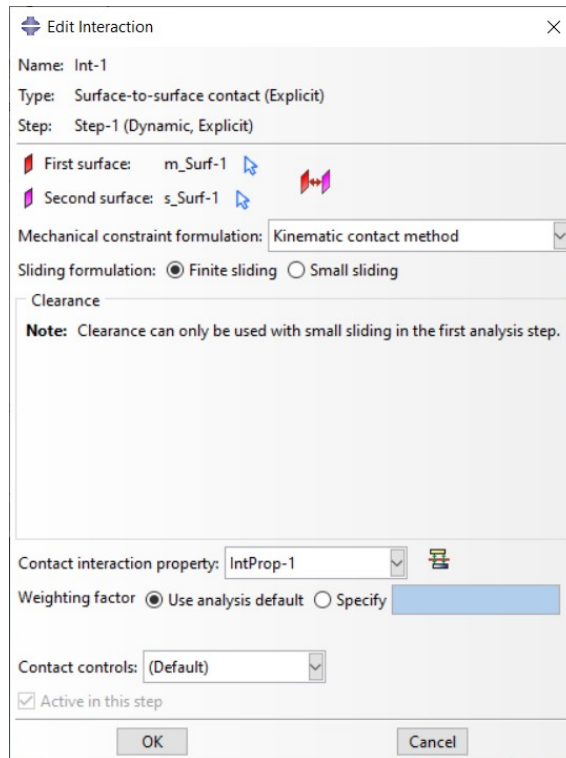 Edit Interaction
Name: Int-1
Type: Surface-to-surface contact (Explicit)
Step: Step-1 (Dynamic, Explicit)
First surface: m_Surf-1
Second surface: s_Surf-1
Mechanical constraint formulation: Kinematic contact method
Sliding formulation: Finite sliding Small sliding
Clearance
Note: Clearance can only be used with small sliding in the first analysis step.
Contact interaction property: IntProp-1
Weighting factor Use analysis default Specify
Contact controls: (Default)
Active in this step
OK Cancel